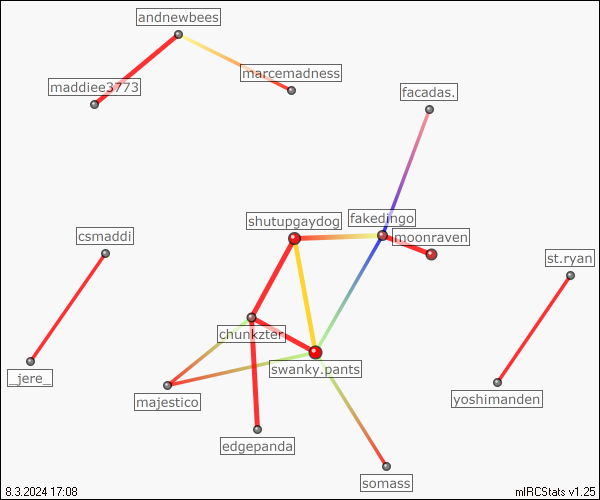 andnewbees
marcemadness
maddiee3773
facadas.
shutupgaydog
fakedingo
csmaddi
moonraven
st.ryan
chunkzter
swanky.pants
_jere_
majestico
yoshimanden
edgepanda
somass
8.3.2024 17:08
mIRCStats v1.25